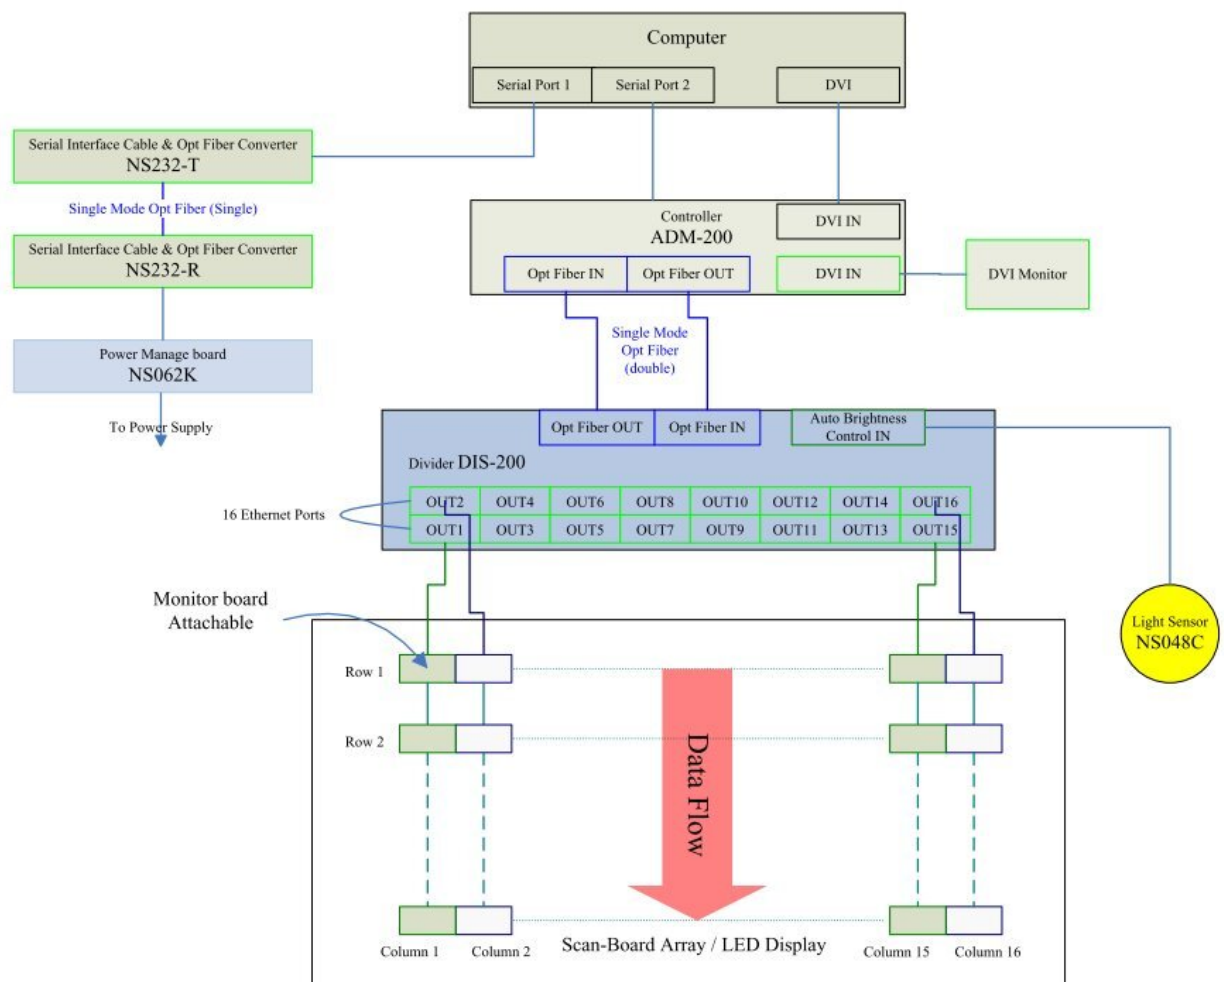 Computer
Serial Port 1
Serial Port 2
DVI
Serial Interface Cable & Opt Fiber Converter
NS232-T
Single Mode Opt Fiber (Single)
Serial Interface Cable & Opt Fiber Converter
NS232-R
Power Manage board
NS062K
To Power Supply
Controller
ADM-200
DVI IN
Opt Fiber IN
Opt Fiber OUT
DVI IN
DVI Monitor
Single Mode
Opt Fiber
(double)
Opt Fiber OUT
Opt Fiber IN
Auto Brightness
Control IN
Divider DIS-200
16 Ethernet Ports
OUT2
OUT4
OUT6
OUT8
OUT10
OUT12
OUT14
OUT16
OUT1
OUT3
OUT5
OUT7
OUT9
OUT11
OUT13
OUT15
Monitor board
Attachable
Light Sensor
NS048C
Row 1
Row 2
Data Flow
Column 1
Column 2
Scan-Board Array / LED Display
Column 15
Column 16